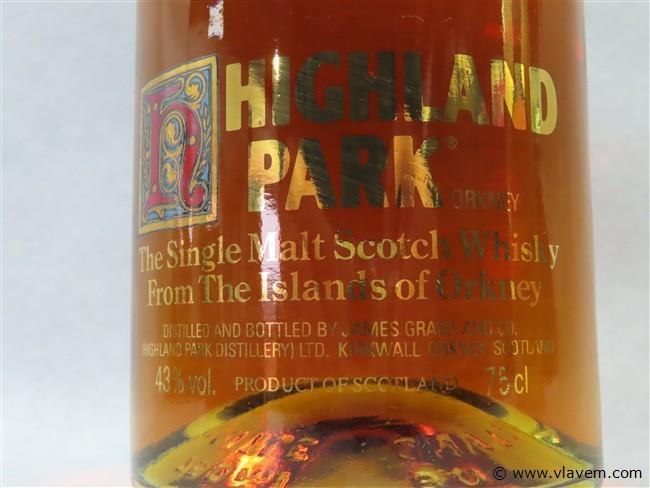 h
HIGHLAND
PARK®
ORKNEY
The Single Malt Scotch Whisky
From The Islands of Orkney
DISTILLED AND BOTTLED BY JAMES GRANT AND CO.
(HIGHLAND PARK DISTILLERY) LTD. KIRKWALL ORKNEY SCOTLAND
43% vol. PRODUCT OF SCOTLAND 75 cl
© www.vlavem.com